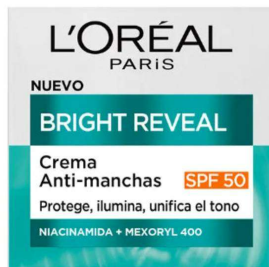 L'ORÉAL
PARIS
NUEVO
BRIGHT REVEAL
Crema
Anti-manchas SPF 50
Protege, ilumina, unifica el tono
NIACINAMIDA + MEXORYL 400